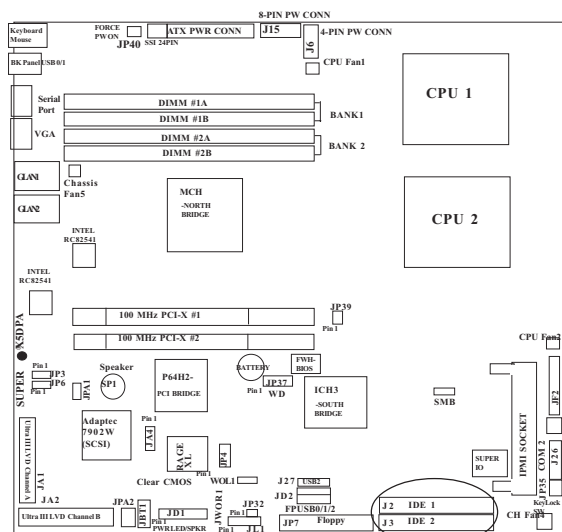 8-PIN PW CONN
FORCE
PW ON
JP40
SSI 24PIN
ATX PWR CONN
J15
J6
4-PIN PW CONN
CPU Fan1
Keyboard
Mouse
BK Panel USB 0/1
Serial
Port
VGA
DIMM #1A
DIMM #1B
BANK1
DIMM #2A
DIMM #2B
BANK 2
CPU 1
GLAN1
GLAN2
Chassis
Fan5
MCH
-NORTH
BRIDGE
CPU 2
INTEL
RC82541
INTEL
RC82541
100 MHz PCI-X #1
100 MHz PCI-X #2
JP39
Pin 1
CPU Fan2
SUPER X5DPA
Pin 1
JP3
JP6
Pin 1
JPA1
Speaker
SP1
P64H2-
PCI BRIDGE
BATTERY
FWH-
BIOS
JP37
Pin 1
WD
ICH3
-SOUTH
BRIDGE
SMB
JF2
IPMI SOCKET
COM 2
J26
JP35
SUPER
IO
Adaptec
7902W
(SCSI)
Pin 1
JA4
RAGE
XL
Pin 1
JP4
Clear CMOS
WOL1
J27
USB2
JD2
FPUSB0/1/2
Ultra III LVD Channel A
JA1
JA2
Ultra III LVD Channel B
JPA2
JBT1
Pin 1
JD1
PWR LED/SPKR
JWOR1
JP32
Pin 1
JL1
JP7
Floppy
J2
IDE 1
J3
IDE 2
KeyLock
SW
CH Fan4